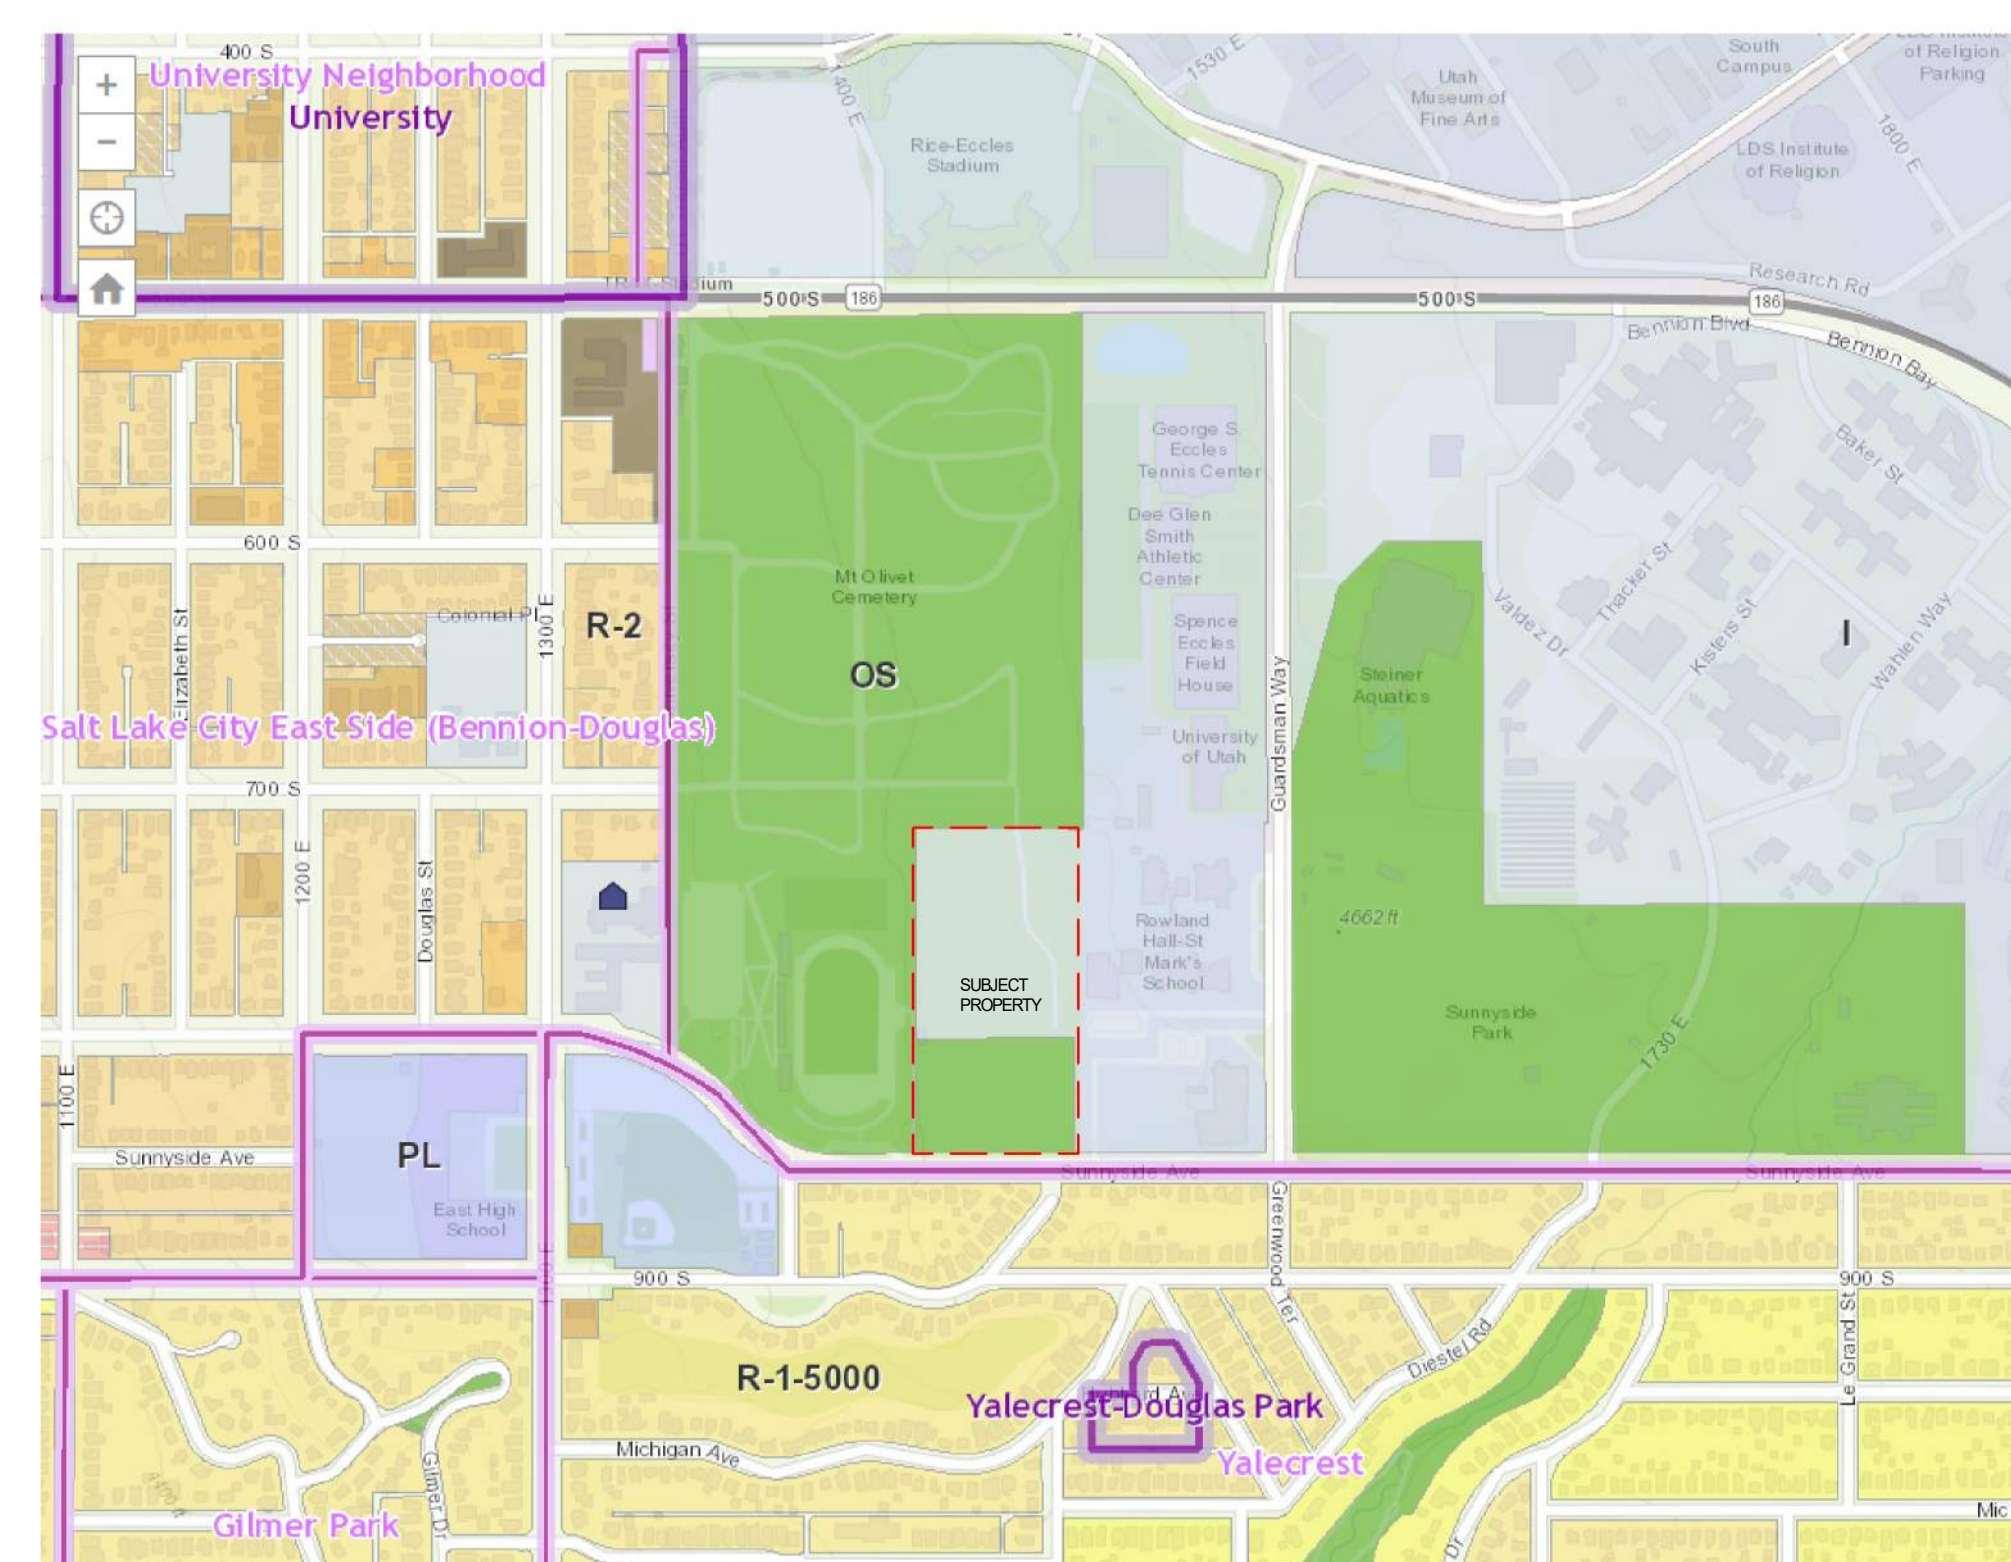 400 S
University Neighborhood
University
1400 E
1530 E
Rice-Eccles
Stadium
Utah
Museum of
Fine Arts
South
Campus
of Religion
Parking
LDS Institute
of Religion
1800 E
Research Rd
500 S
186
500 S
186
Bennion Blvd
Bennion Bay
Baker St
George S.
Eccles
Tennis Center
Dee Glen
Smith
Athletic
Center
Spence
Eccles
Field
House
University
of Utah
600 S
Colonial Pl
1300 E
R-2
Elizabeth St
Mt Olivet
Cemetery
OS
Steiner
Aquatics
Guardsman Way
Valdez Dr
Thacker St
Kisters St
Wahlen Way
I
Salt Lake City East Side (Bennion-Douglas)
700 S
1200 E
Douglas St
SUBJECT
PROPERTY
Rowland
Hall-St
Mark's
School
4662 ft
Sunnyside
Park
1730 E
1100 E
Sunnyside Ave
PL
East High
School
Sunnyside Ave
Sunnyside Ave
1300 E
900 S
Greenwood Ter
900 S
Le Grand St
Diestel Rd
R-1-5000
Yalecrest-Douglas Park
Yalecrest
Michigan Ave
Gilmer Dr
Gilmer Park
Mic
Dr